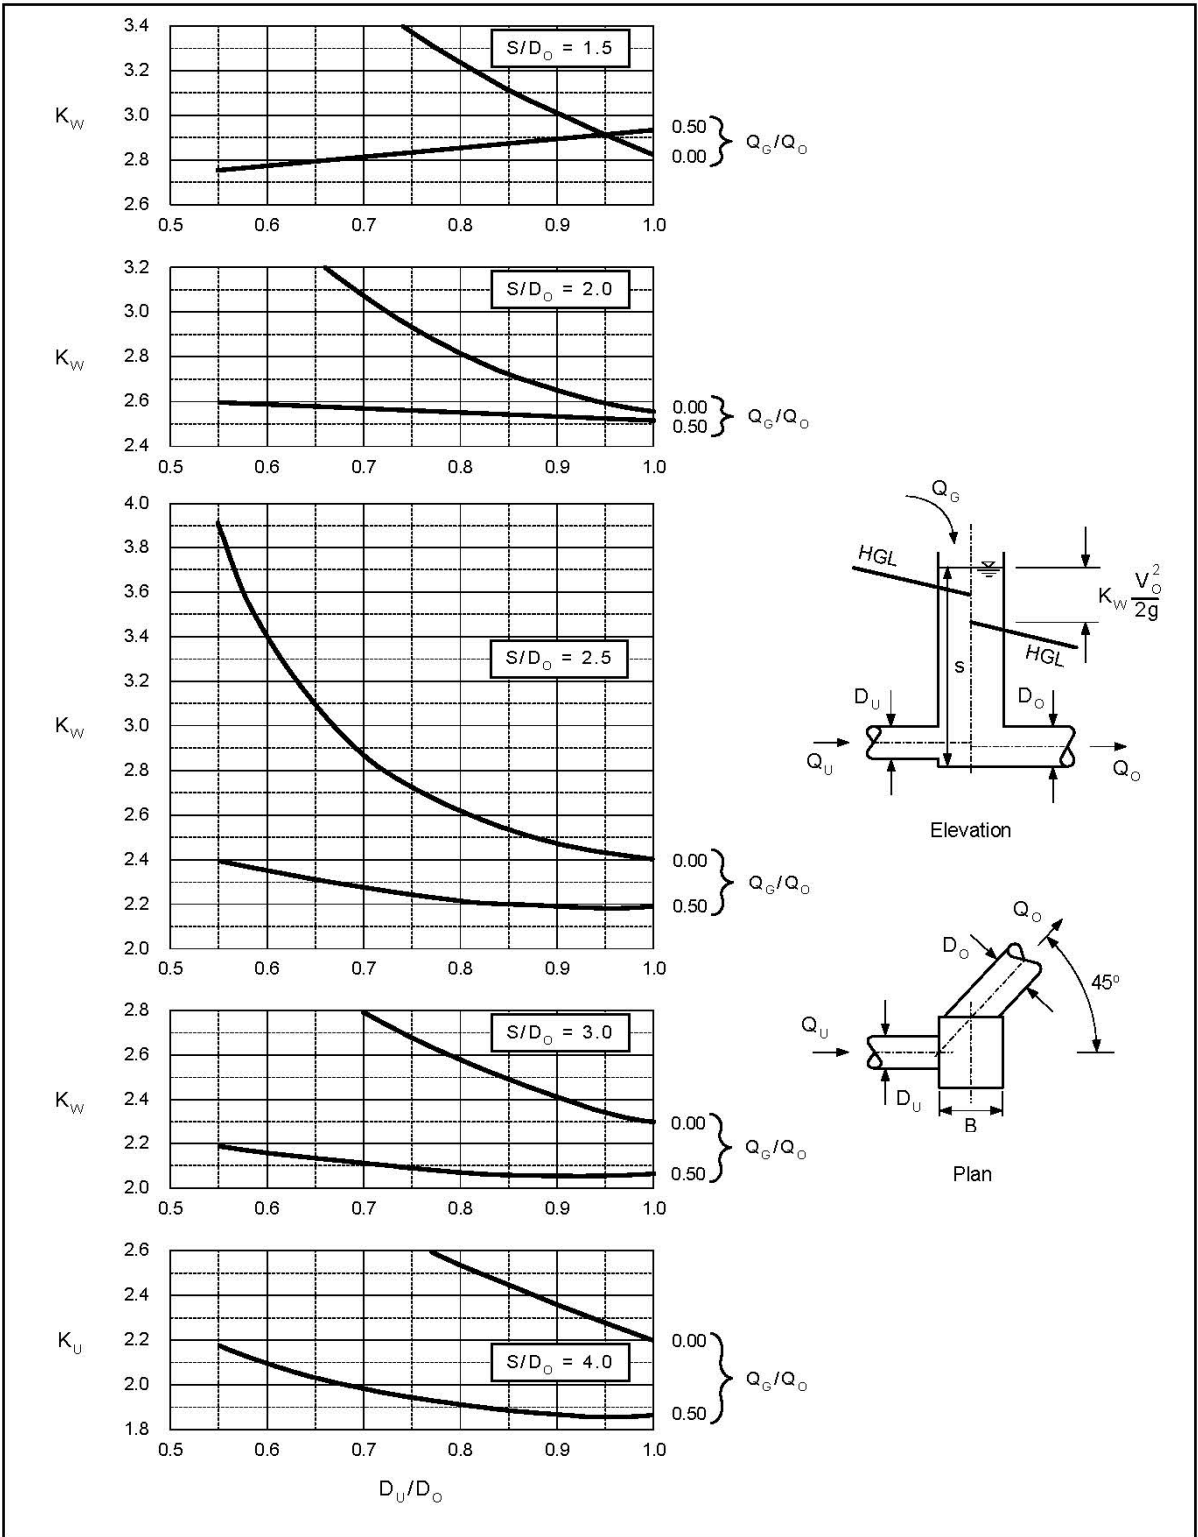 S/D_O = 1.5
3.4
3.2
3.0
2.8
2.6
K_W
0.50
0.00
Q_G/Q_O
0.5 0.6 0.7 0.8 0.9 1.0
S/D_O = 2.0
3.2
3.0
2.8
2.6
2.4
K_W
0.00
0.50
Q_G/Q_O
0.5 0.6 0.7 0.8 0.9 1.0
S/D_O = 2.5
4.0
3.8
3.6
3.4
3.2
3.0
2.8
2.6
2.4
2.2
2.0
K_W
0.00
0.50
Q_G/Q_O
0.5 0.6 0.7 0.8 0.9 1.0
S/D_O = 3.0
2.8
2.6
2.4
2.2
2.0
K_W
0.00
0.50
Q_G/Q_O
0.5 0.6 0.7 0.8 0.9 1.0
S/D_O = 4.0
2.6
2.4
2.2
2.0
1.8
K_U
0.00
0.50
Q_G/Q_O
0.5 0.6 0.7 0.8 0.9 1.0
D_U/D_O
Q_G
HGL
K_W V_O^2/2g
HGL
S
D_U
D_O
Q_U
Q_O
Elevation
Q_O
D_O
45°
Q_U
D_U
B
Plan